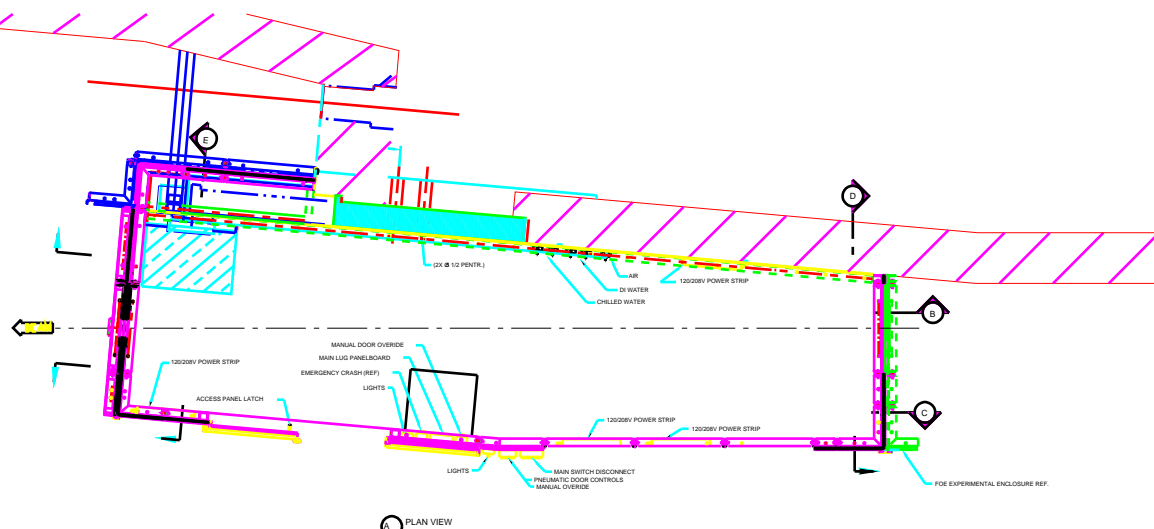 E
D
(2X Ø 8 1/2 PENTR.)
AIR
120/208V POWER STRIP
DI WATER
CHILLED WATER
B
MANUAL DOOR OVERIDE
MAIN LUG PANELBOARD
120/208V POWER STRIP
EMERGENCY CRASH (REF)
LIGHTS
ACCESS PANEL LATCH
C
120/208V POWER STRIP
120/208V POWER STRIP
LIGHTS
MAIN SWITCH DISCONNECT
PNEUMATIC DOOR CONTROLS
MANUAL OVERIDE
FOE EXPERIMENTAL ENCLOSURE REF.
A PLAN VIEW